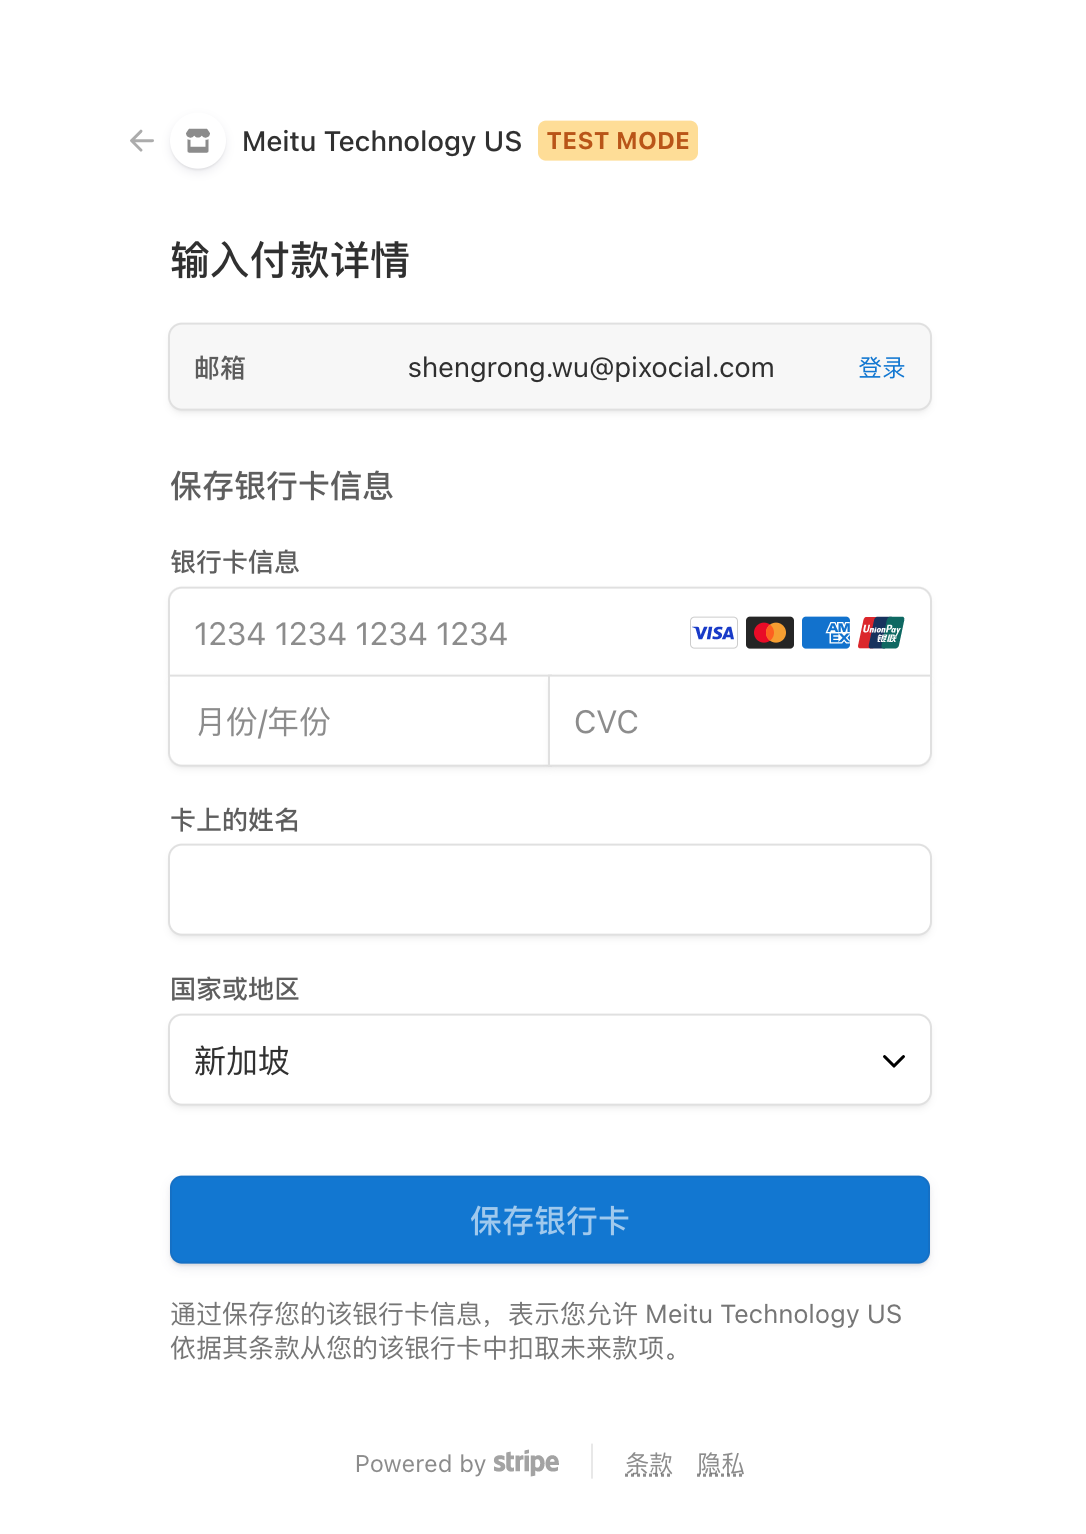 Meitu Technology US TEST MODE
输入付款详情
邮箱 shengrong.wu@pixocial.com 登录
保存银行卡信息
银行卡信息
1234 1234 1234 1234 VISA AM EX UnionPay 银联
月份/年份 CVC
卡上的姓名
国家或地区
新加坡
保存银行卡
通过保存您的该银行卡信息，表示您允许 Meitu Technology US
依据其条款从您的该银行卡中扣取未来款项。
Powered by stripe 条款 隐私